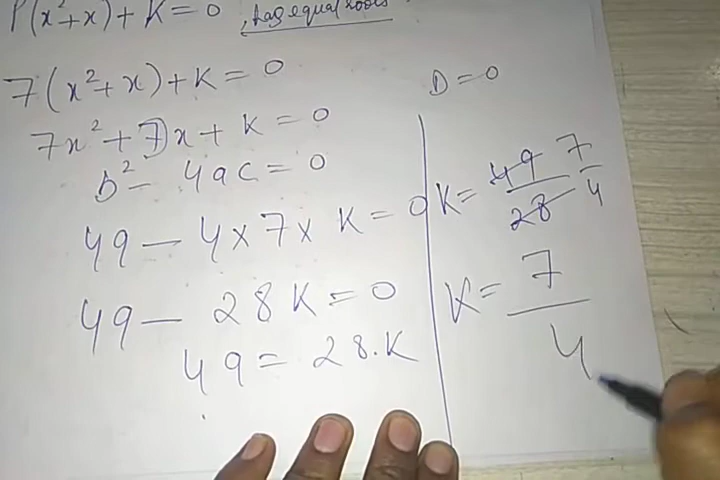 P(x²+x)+K=0, has equal roots
7(x²+x)+K=0
7x²+7x+K=0
b²-4ac=0
49-4×7×K=0
49-28K=0
49=28.K
D=0
K=49/28 7/4
K=7/4